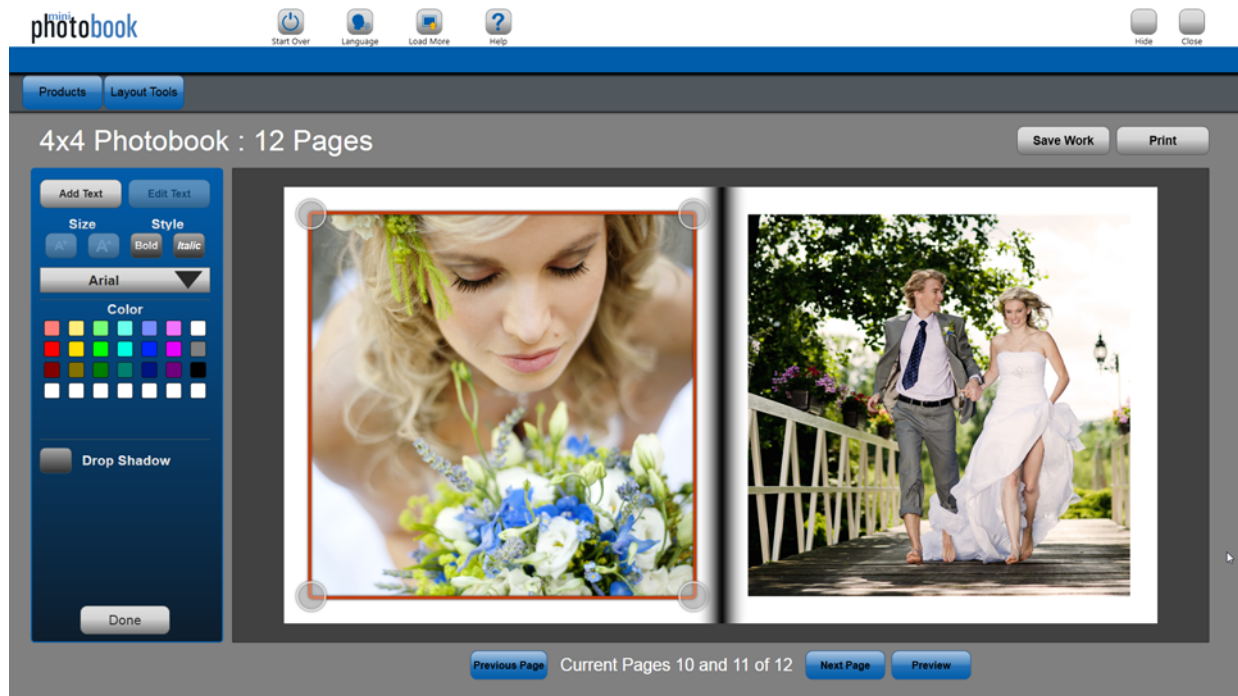 mini
photobook
Start Over
Language
Load More
Help
Hide
Close
Products
Layout Tools
4x4 Photobook : 12 Pages
Save Work
Print
Add Text
Edit Text
Size
Style
A-
A+
Bold
Italic
Arial
Color
Drop Shadow
Done
Previous Page
Current Pages 10 and 11 of 12
Next Page
Preview